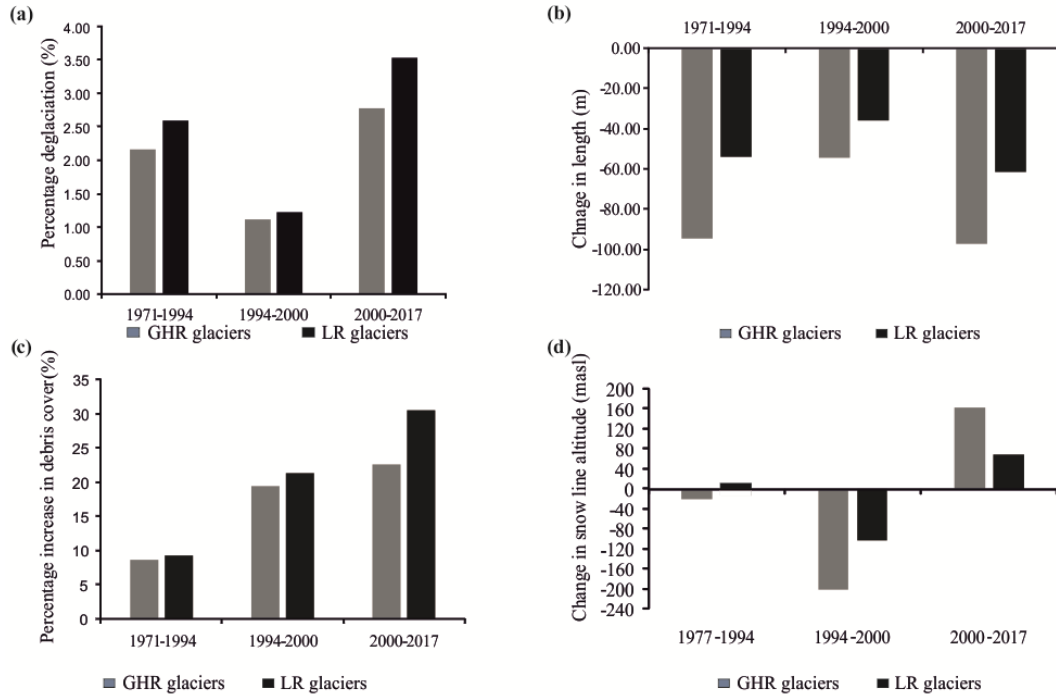 (a)
Percentage deglaciation (%)
4.00
3.50
3.00
2.50
2.00
1.50
1.00
0.50
0.00
1971-1994 1994-2000 2000-2017
GHR glaciers LR glaciers
(b)
1971-1994 1994-2000 2000-2017
Chnage in length (m)
0.00
-20.00
-40.00
-60.00
-80.00
-100.00
-120.00
GHR glaciers LR glaciers
(c)
Percentage increase in debris cover(%)
35
30
25
20
15
10
5
0
1971-1994 1994-2000 2000-2017
GHR glaciers LR glaciers
(d)
Change in snow line altitude (masl)
200
160
120
80
40
0
-40
-80
-120
-160
-200
-240
1977-1994 1994-2000 2000-2017
GHR glaciers LR glaciers